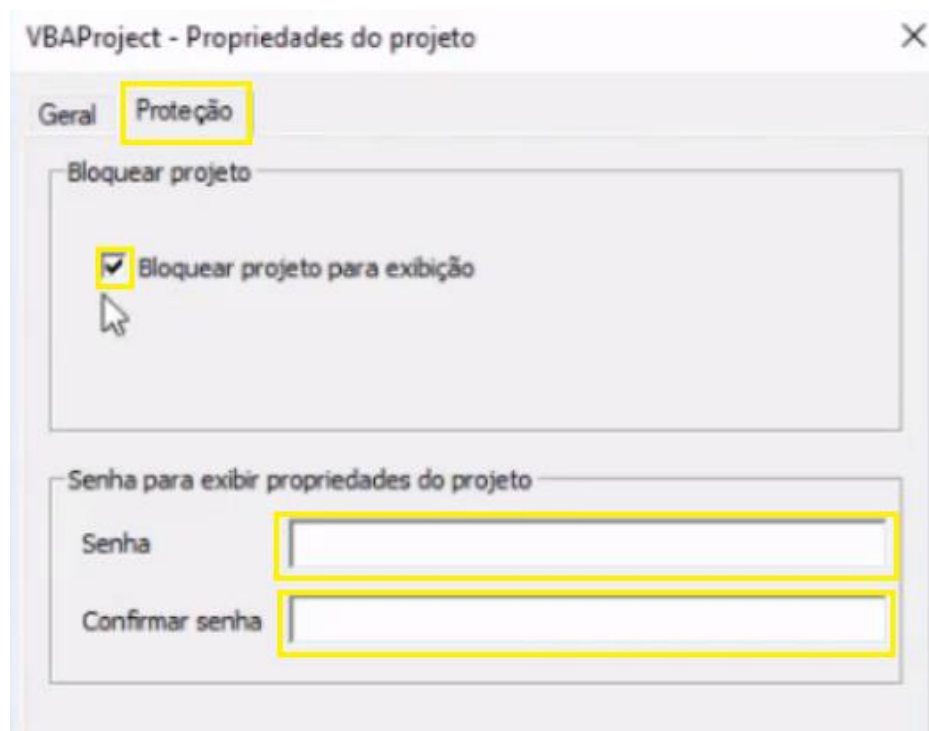 VBAProject - Propriedades do projeto
Geral Proteção
Bloquear projeto
Bloquear projeto para exibição
Senha para exibir propriedades do projeto
Senha
Confirmar senha